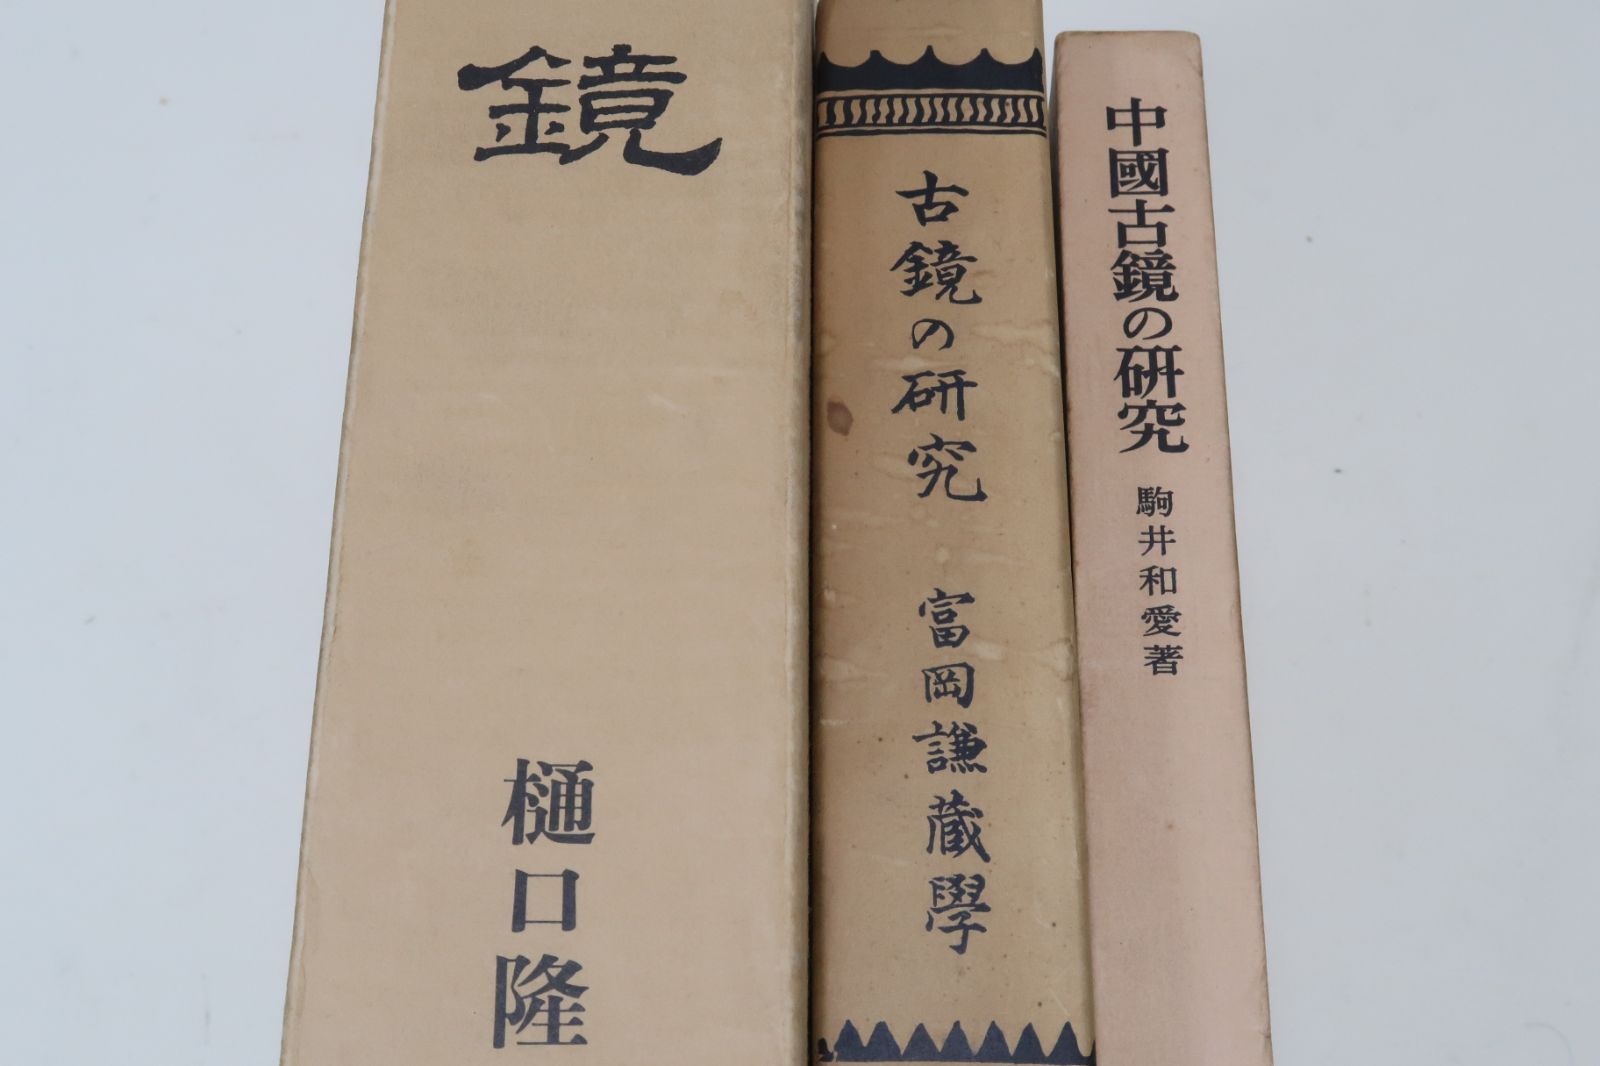 鏡
樋口隆
古鏡の研究
富岡謙蔵學
中國古鏡の研究
駒井和愛著